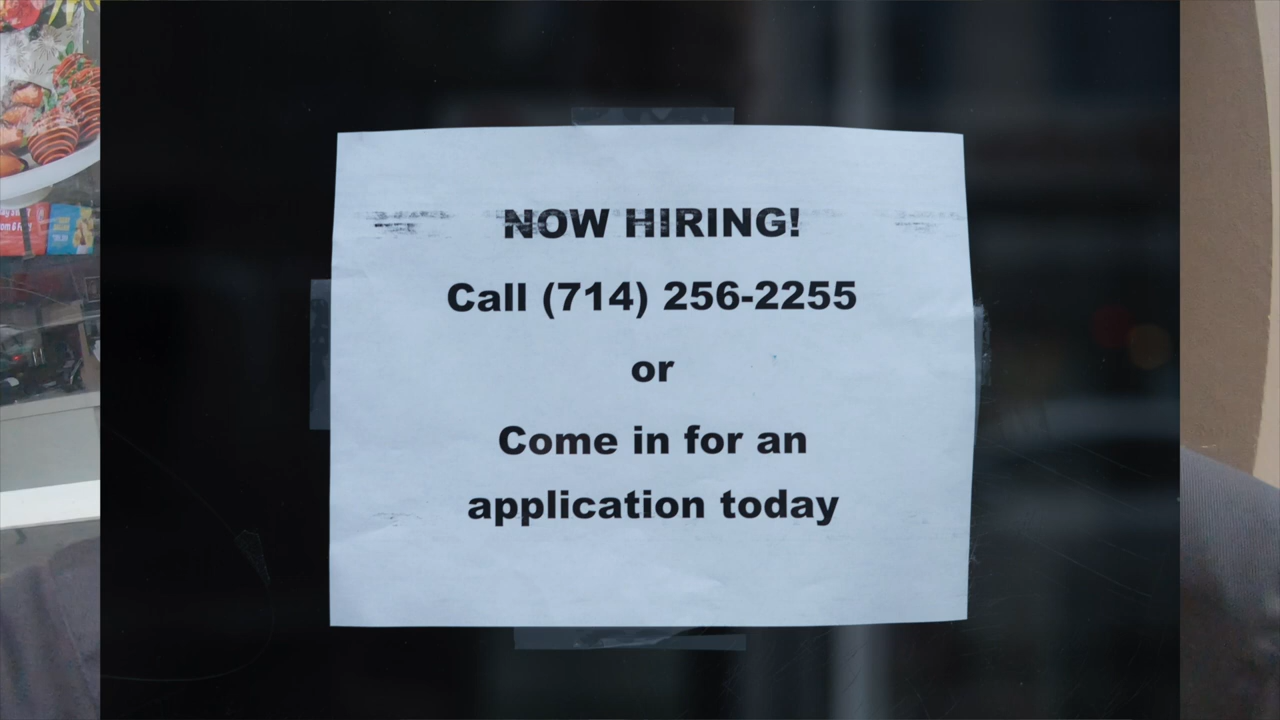 NOW HIRING!
Call (714) 256-2255
or
Come in for an
application today